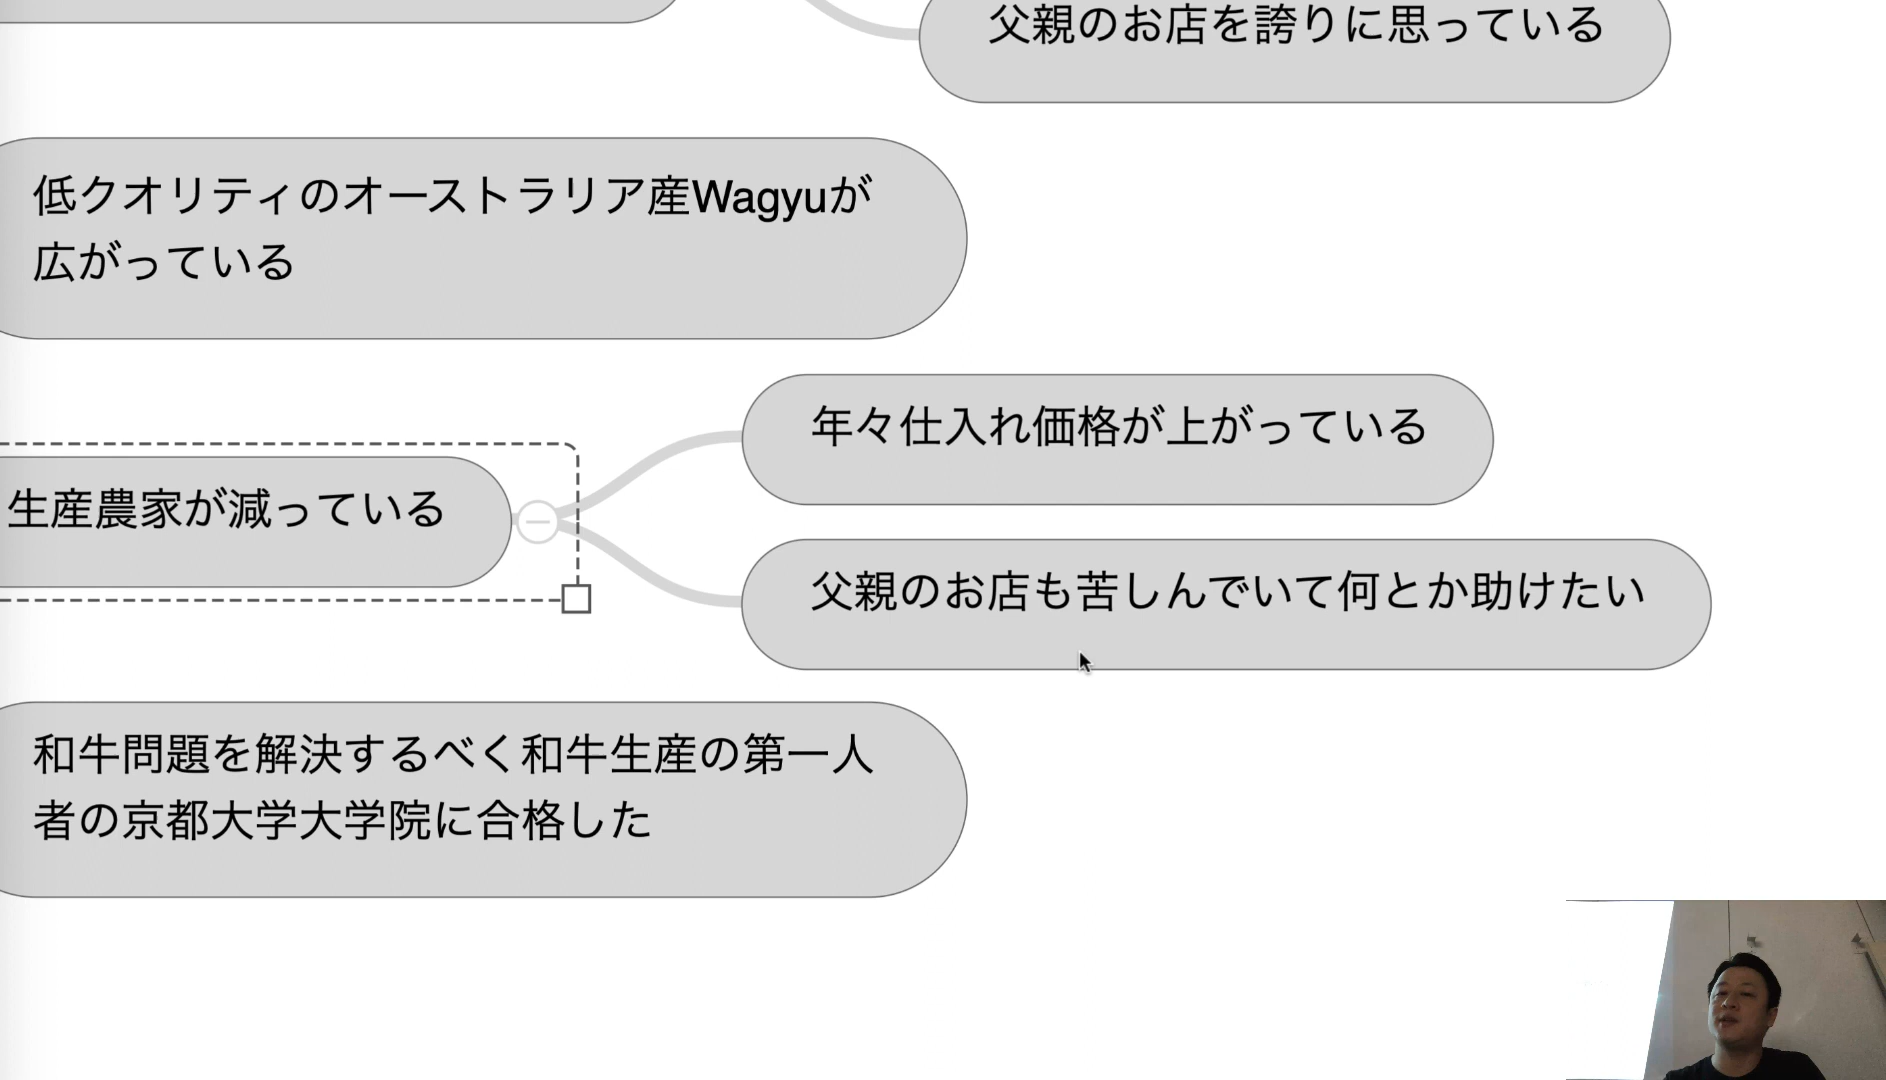 父親のお店を誇りに思っている
低クオリティのオーストラリア産Wagyuが
広がっている
年々仕入れ価格が上がっている
生産農家が減っている
父親のお店も苦しんでいて何とか助けたい
和牛問題を解決するべく和牛生産の第一人
者の京都大学大学院に合格した